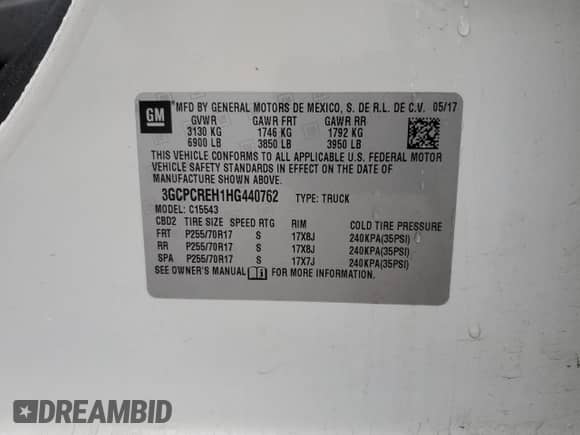 GM
MFD BY GENERAL MOTORS DE MEXICO, S. DE R.L. DE C.V. 05/17
GVWR GAWR FRT GAWR RR
3130 KG 1746 KG 1792 KG
6900 LB 3850 LB 3950 LB
THIS VEHICLE CONFORMS TO ALL APPLICABLE U.S. FEDERAL MOTOR
VEHICLE SAFETY STANDARDS IN EFFECT ON THE DATE OF
MANUFACTURE SHOWN ABOVE.
3GCPCREH1HG440762 TYPE: TRUCK
MODEL: C15543
CBD2 TIRE SIZE SPEED RTG RIM COLD TIRE PRESSURE
FRT P255/70R17 S 17X8J 240KPA(35PSI)
RR P255/70R17 S 17X8J 240KPA(35PSI)
SPA P255/70R17 S 17X7J 240KPA(35PSI)
SEE OWNER'S MANUAL FOR MORE INFORMATION
DREAMBID